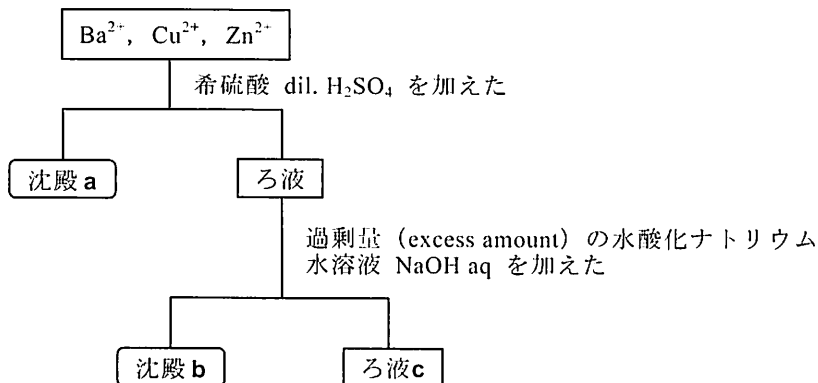 Ba²⁺, Cu²⁺, Zn²⁺
希硫酸 dil. H₂SO₄ を加えた
沈殿 a
ろ液
過剰量（excess amount）の水酸化ナトリウム
水溶液 NaOH aq を加えた
沈殿 b
ろ液 c